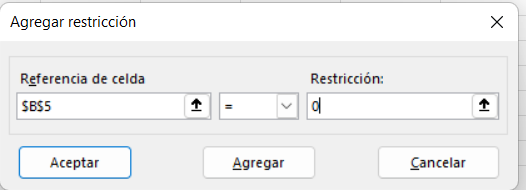 Agregar restricción
Referencia de celda Restricción:
$B$5 = 0
Aceptar Agregar Cancelar